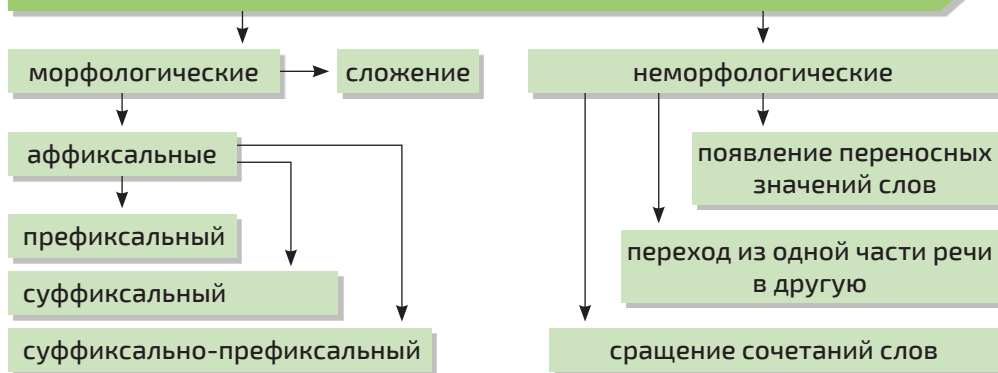 морфологические
сложение
неморфологические
аффиксальные
появление переносных
значений слов
префиксальный
переход из одной части речи
в другую
суффиксальный
суффиксально-префиксальный
сращение сочетаний слов